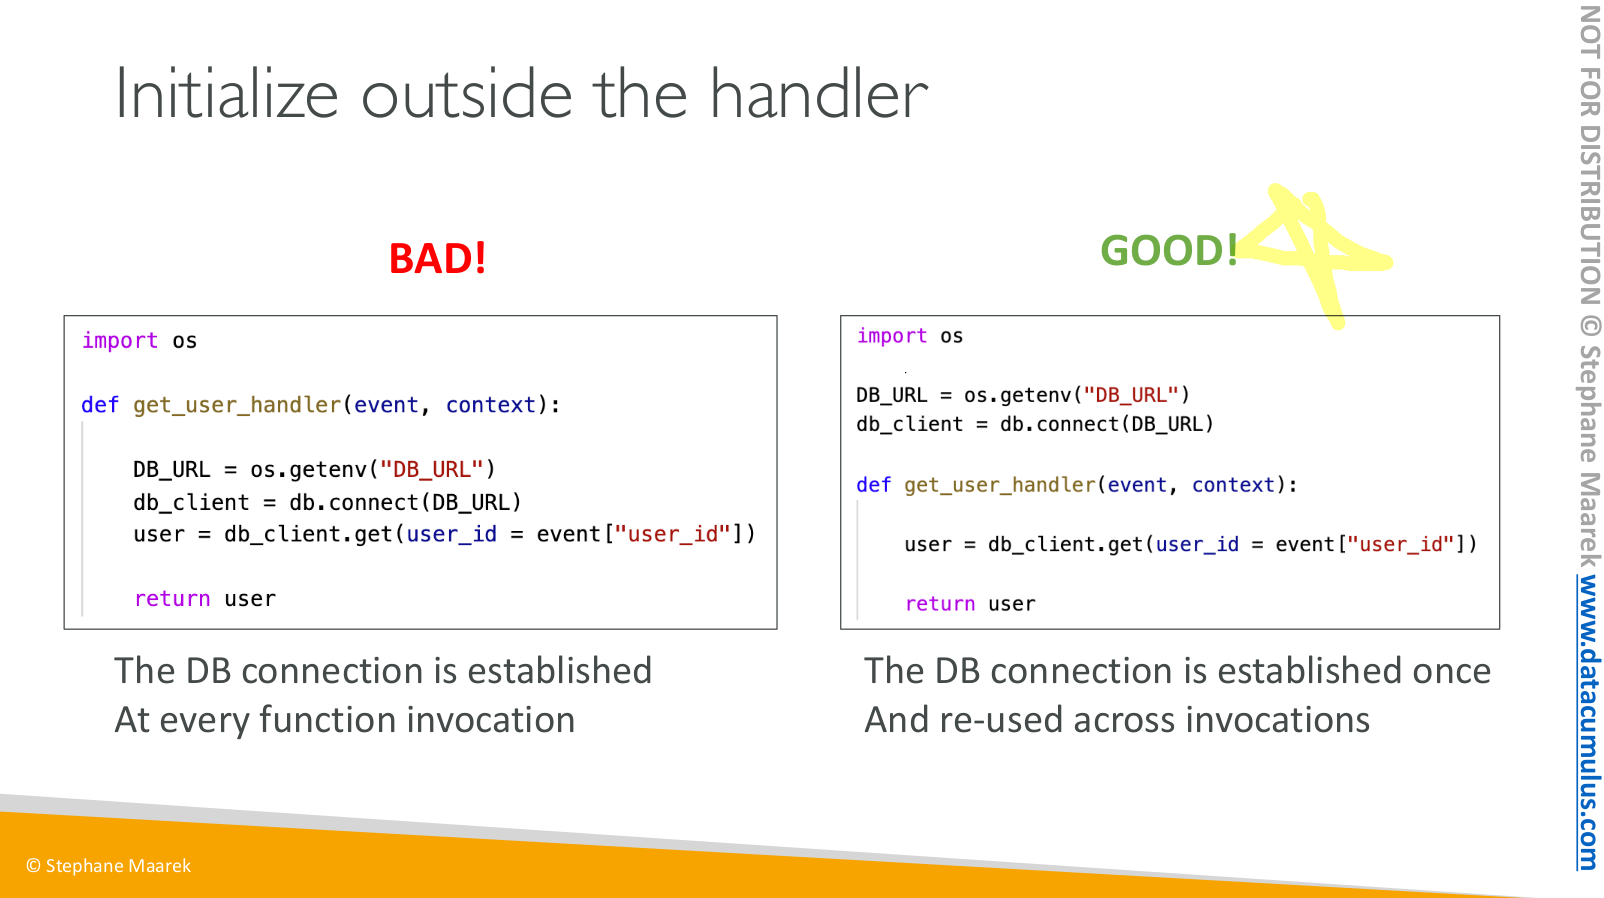 Initialize outside the handler
BAD!
import os
def get_user_handler(event, context):
DB_URL = os.getenv("DB_URL")
db_client = db.connect(DB_URL)
user = db_client.get(user_id = event["user_id"])
return user
The DB connection is established
At every function invocation
GOOD!
import os
DB_URL = os.getenv("DB_URL")
db_client = db.connect(DB_URL)
def get_user_handler(event, context):
user = db_client.get(user_id = event["user_id"])
return user
The DB connection is established once
And re-used across invocations
© Stephane Maarek
NOT FOR DISTRIBUTION © Stephane Maarek www.datacumulus.com